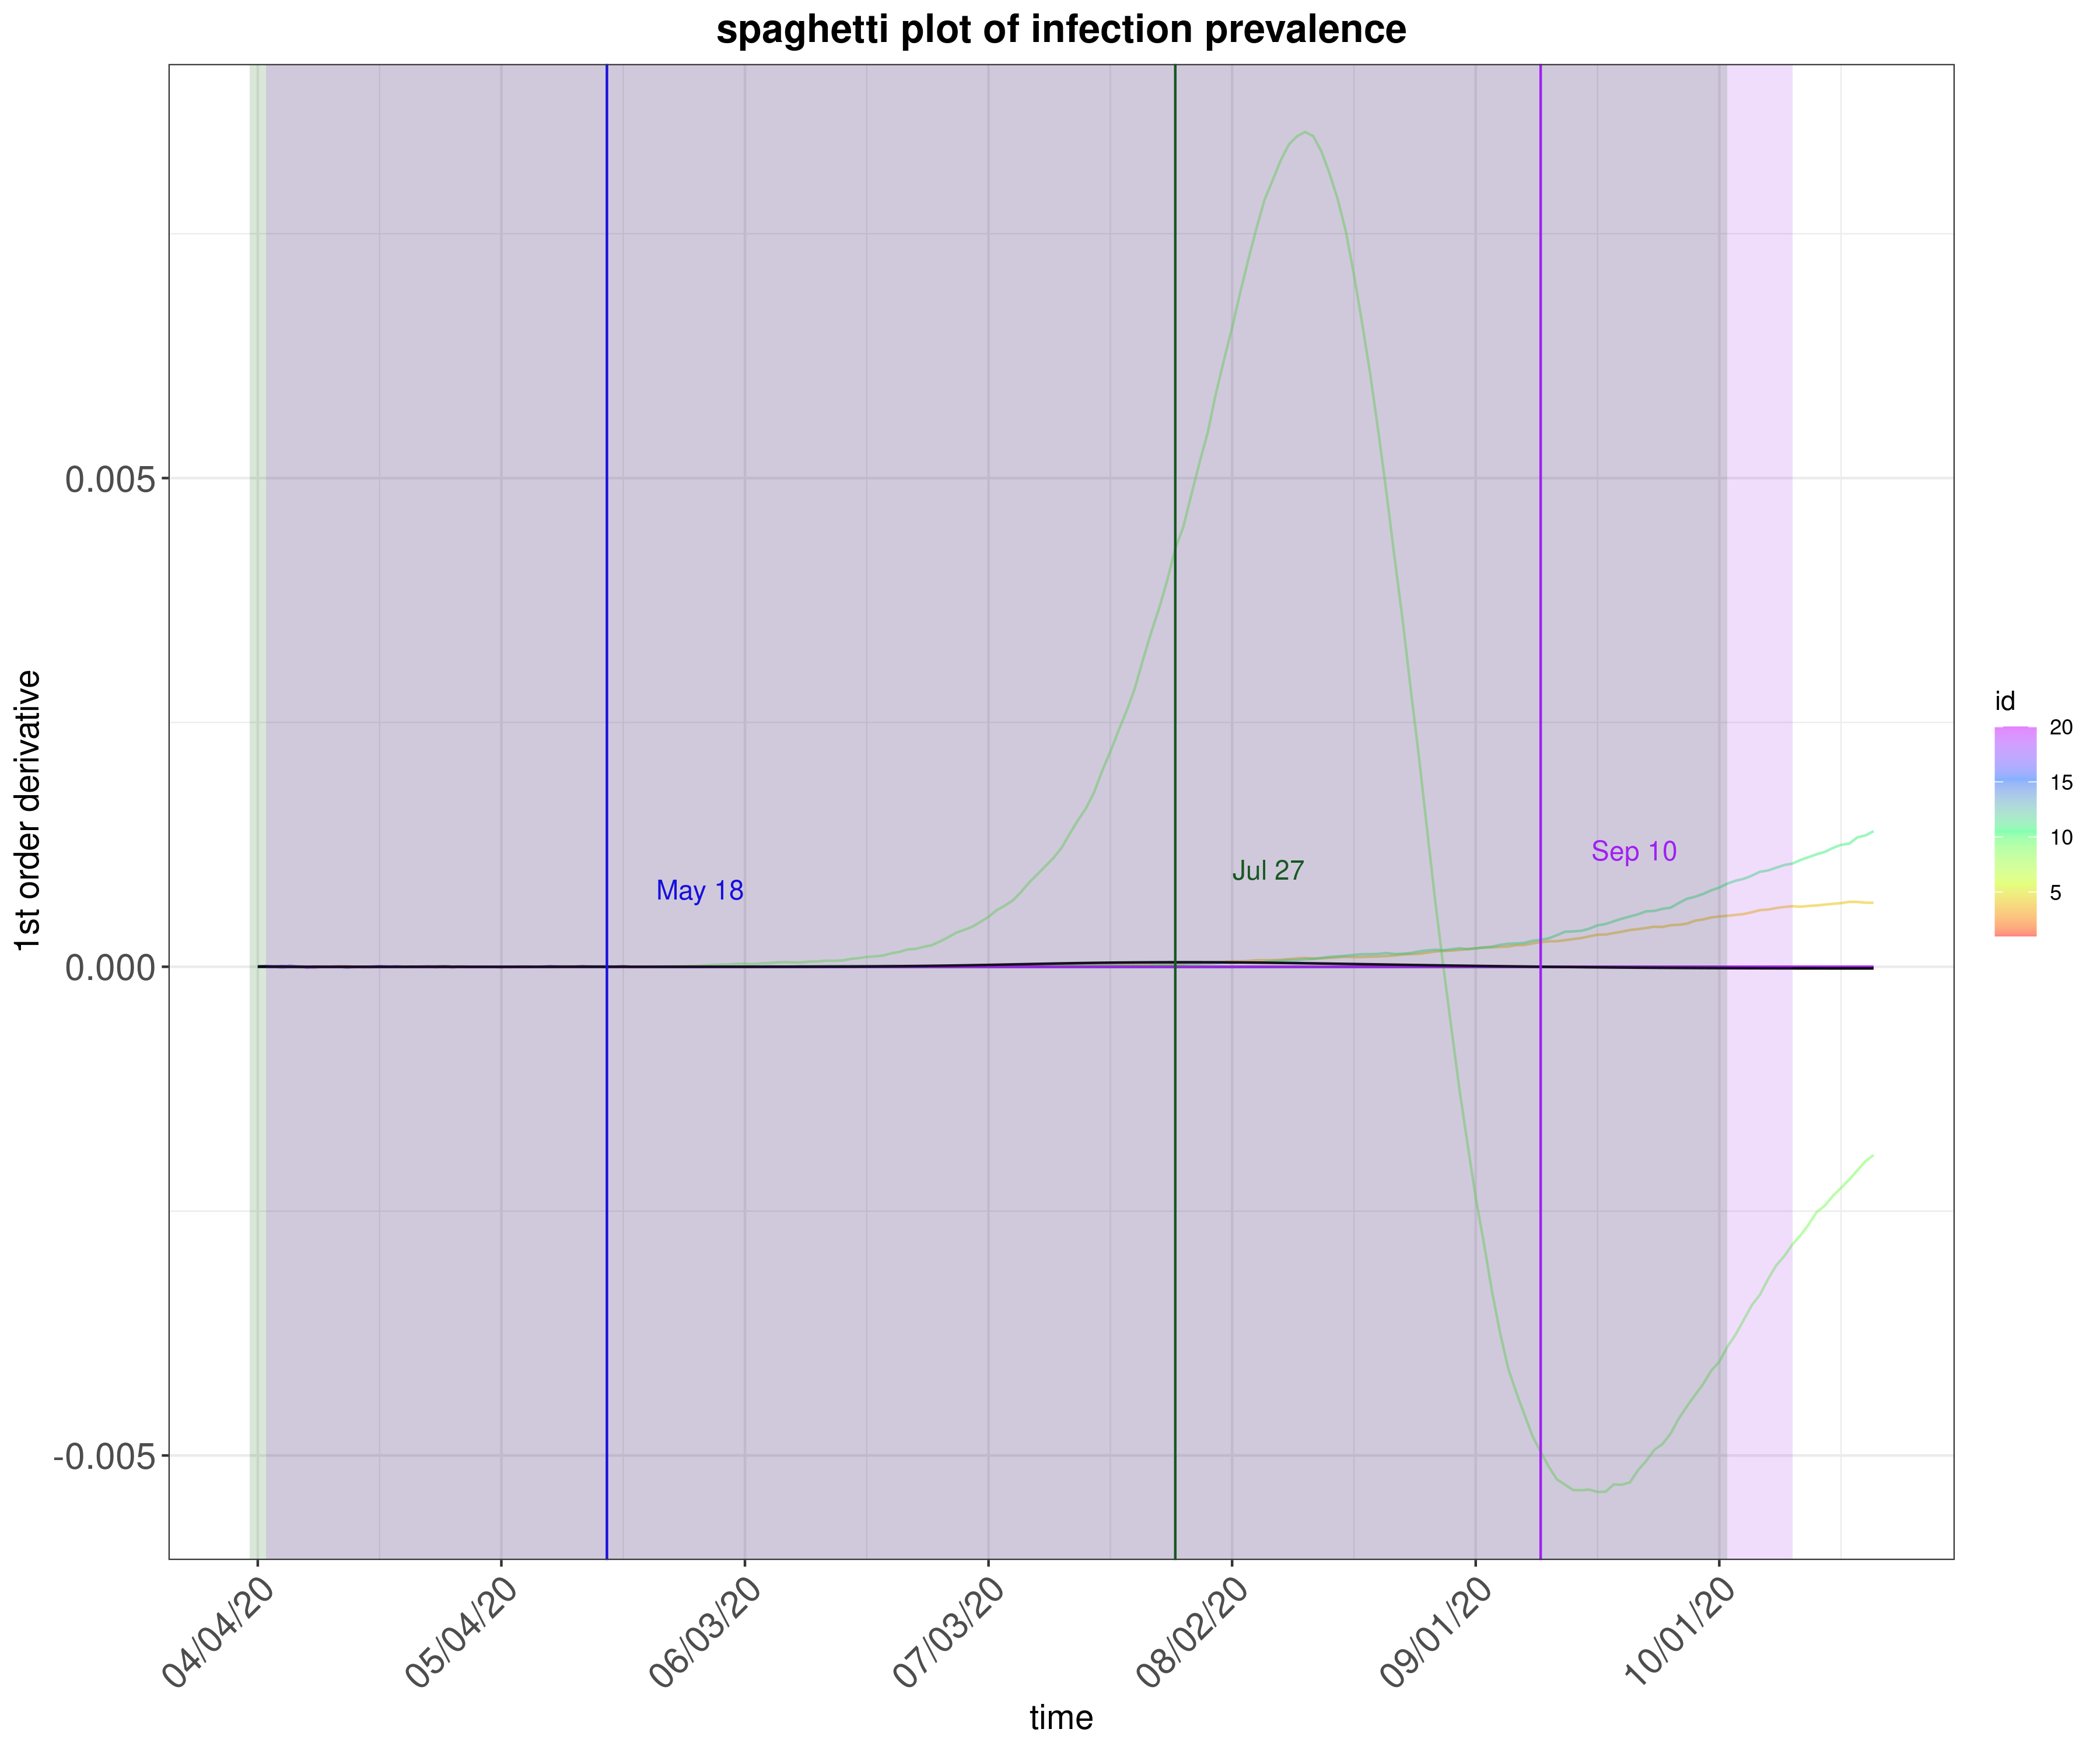 spaghetti plot of infection prevalence
1st order derivative
0.005
0.000
-0.005
May 18
Jul 27
Sep 10
id
20
15
10
5
04/04/20
05/04/20
06/03/20
07/03/20
08/02/20
09/01/20
10/01/20
time